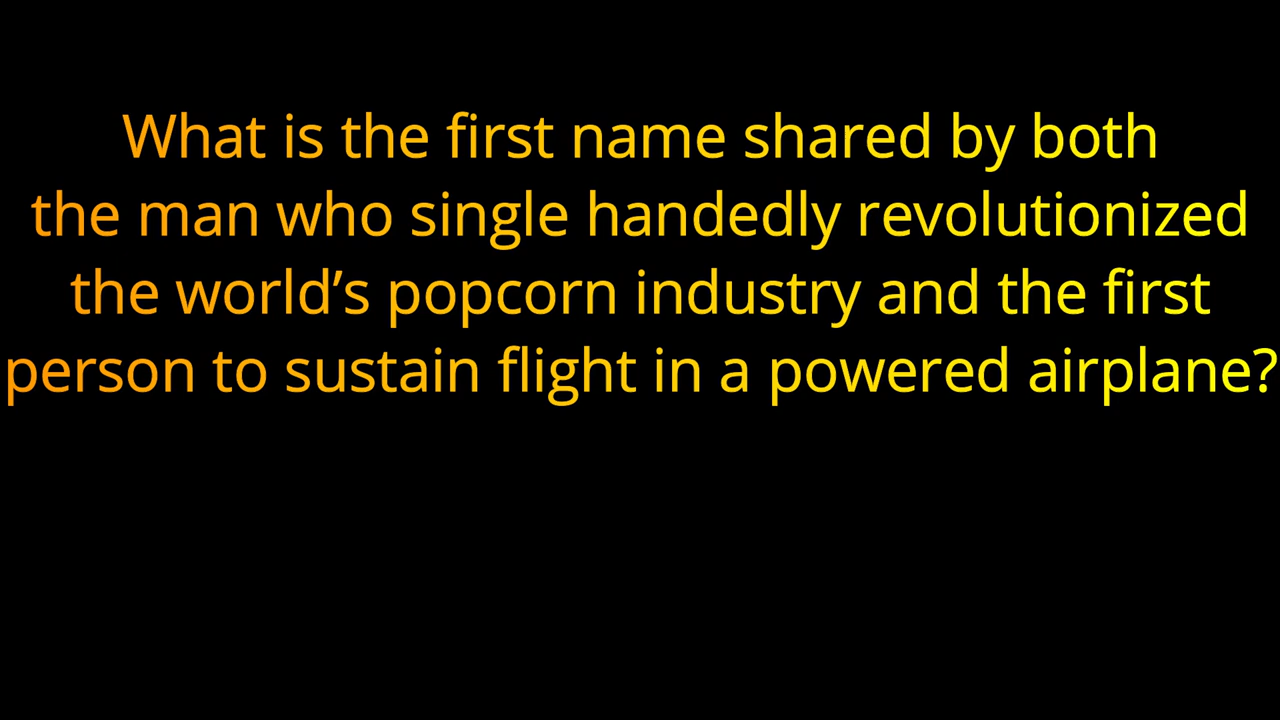 What is the first name shared by both
the man who single handedly revolutionized
the world’s popcorn industry and the first
person to sustain flight in a powered airplane?